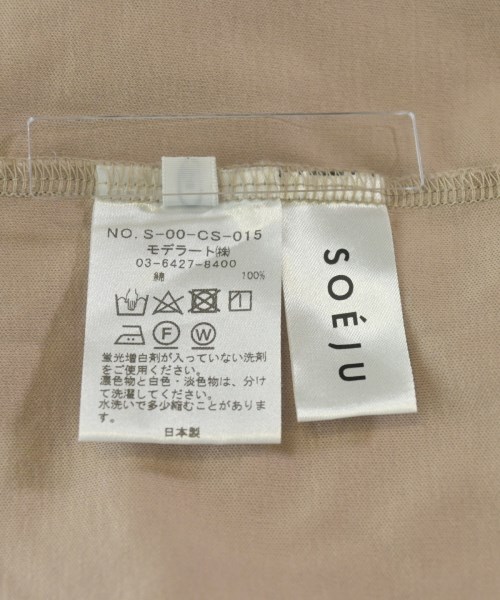 NO. S-00-CS-015
モデラート㈱
03-6427-8400
綿 100%
F W
蛍光増白剤が入っていない洗剤
をご使用ください。
濃色物と白色・淡色物は、分け
て洗濯してください。
水洗いで多少縮むことがありま
す。
日本製
SOÉJU